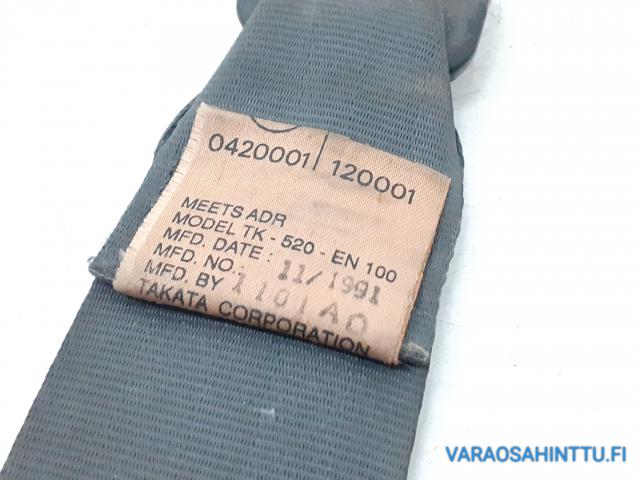 0420001 / 120001
MEETS ADR
MODEL TK - 520 - EN 100
MFD. DATE : 11/1991
MFD. NO. 1101AO
MFD. BY
TAKATA CORPORATION
VARAOSAHINTTU.FI